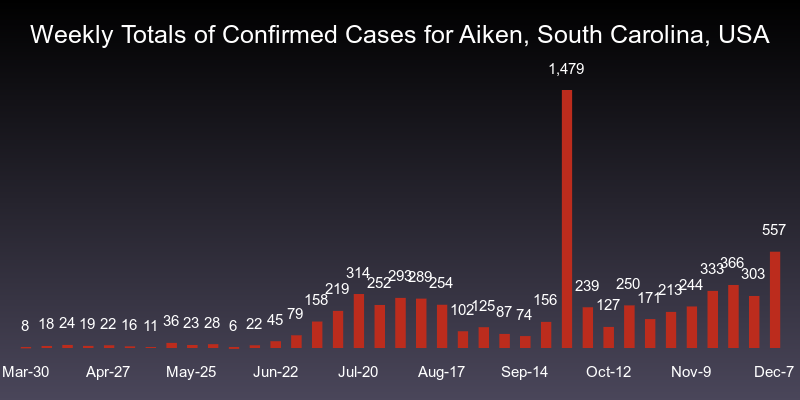 Weekly Totals of Confirmed Cases for Aiken, South Carolina, USA
1,479
557
8 18 24 19 22 16 11 36 23 28 6 22 45 79 158 219 314 252 293 289 254 102 125 87 74 156 239 127 250 171 213 244 333 366 303
Mar-30 Apr-27 May-25 Jun-22 Jul-20 Aug-17 Sep-14 Oct-12 Nov-9 Dec-7